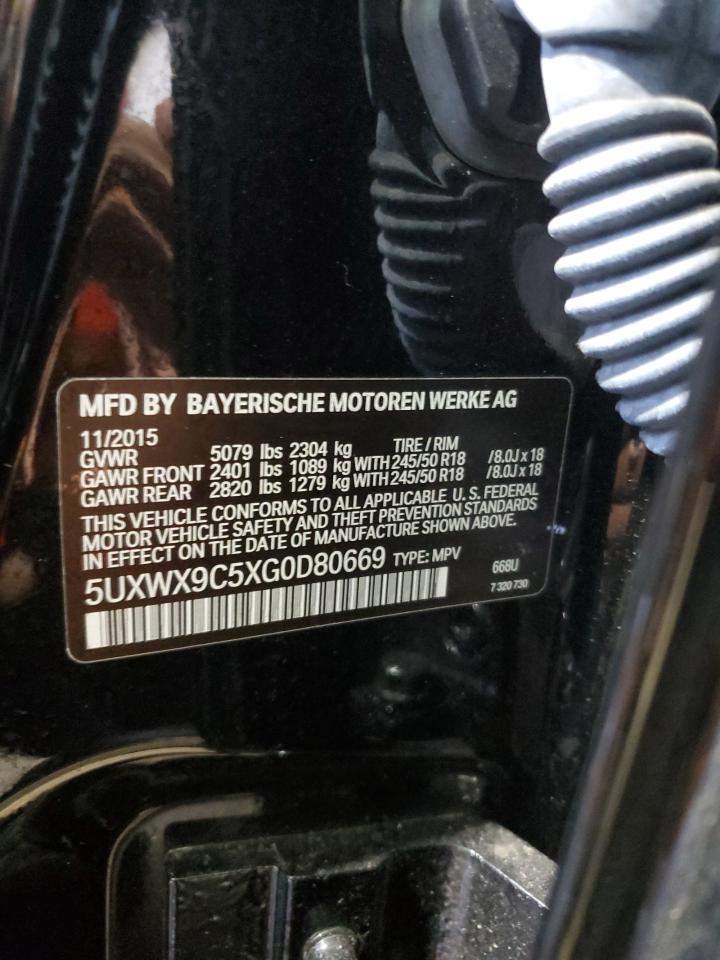 MFD BY BAYERISCHE MOTOREN WERKE AG
11/2015 TIRE / RIM
GVWR 5079 lbs 2304 kg
GAWR FRONT 2401 lbs 1089 kg WITH 245/50 R18 / 8.0J x 18
GAWR REAR 2820 lbs 1279 kg WITH 245/50 R18 / 8.0J x 18
THIS VEHICLE CONFORMS TO ALL APPLICABLE U. S. FEDERAL
MOTOR VEHICLE SAFETY AND THEFT PREVENTION STANDARDS
IN EFFECT ON THE DATE OF MANUFACTURE SHOWN ABOVE.
5UXWX9C5XG0D80669 TYPE: MPV 668U
7 320 730